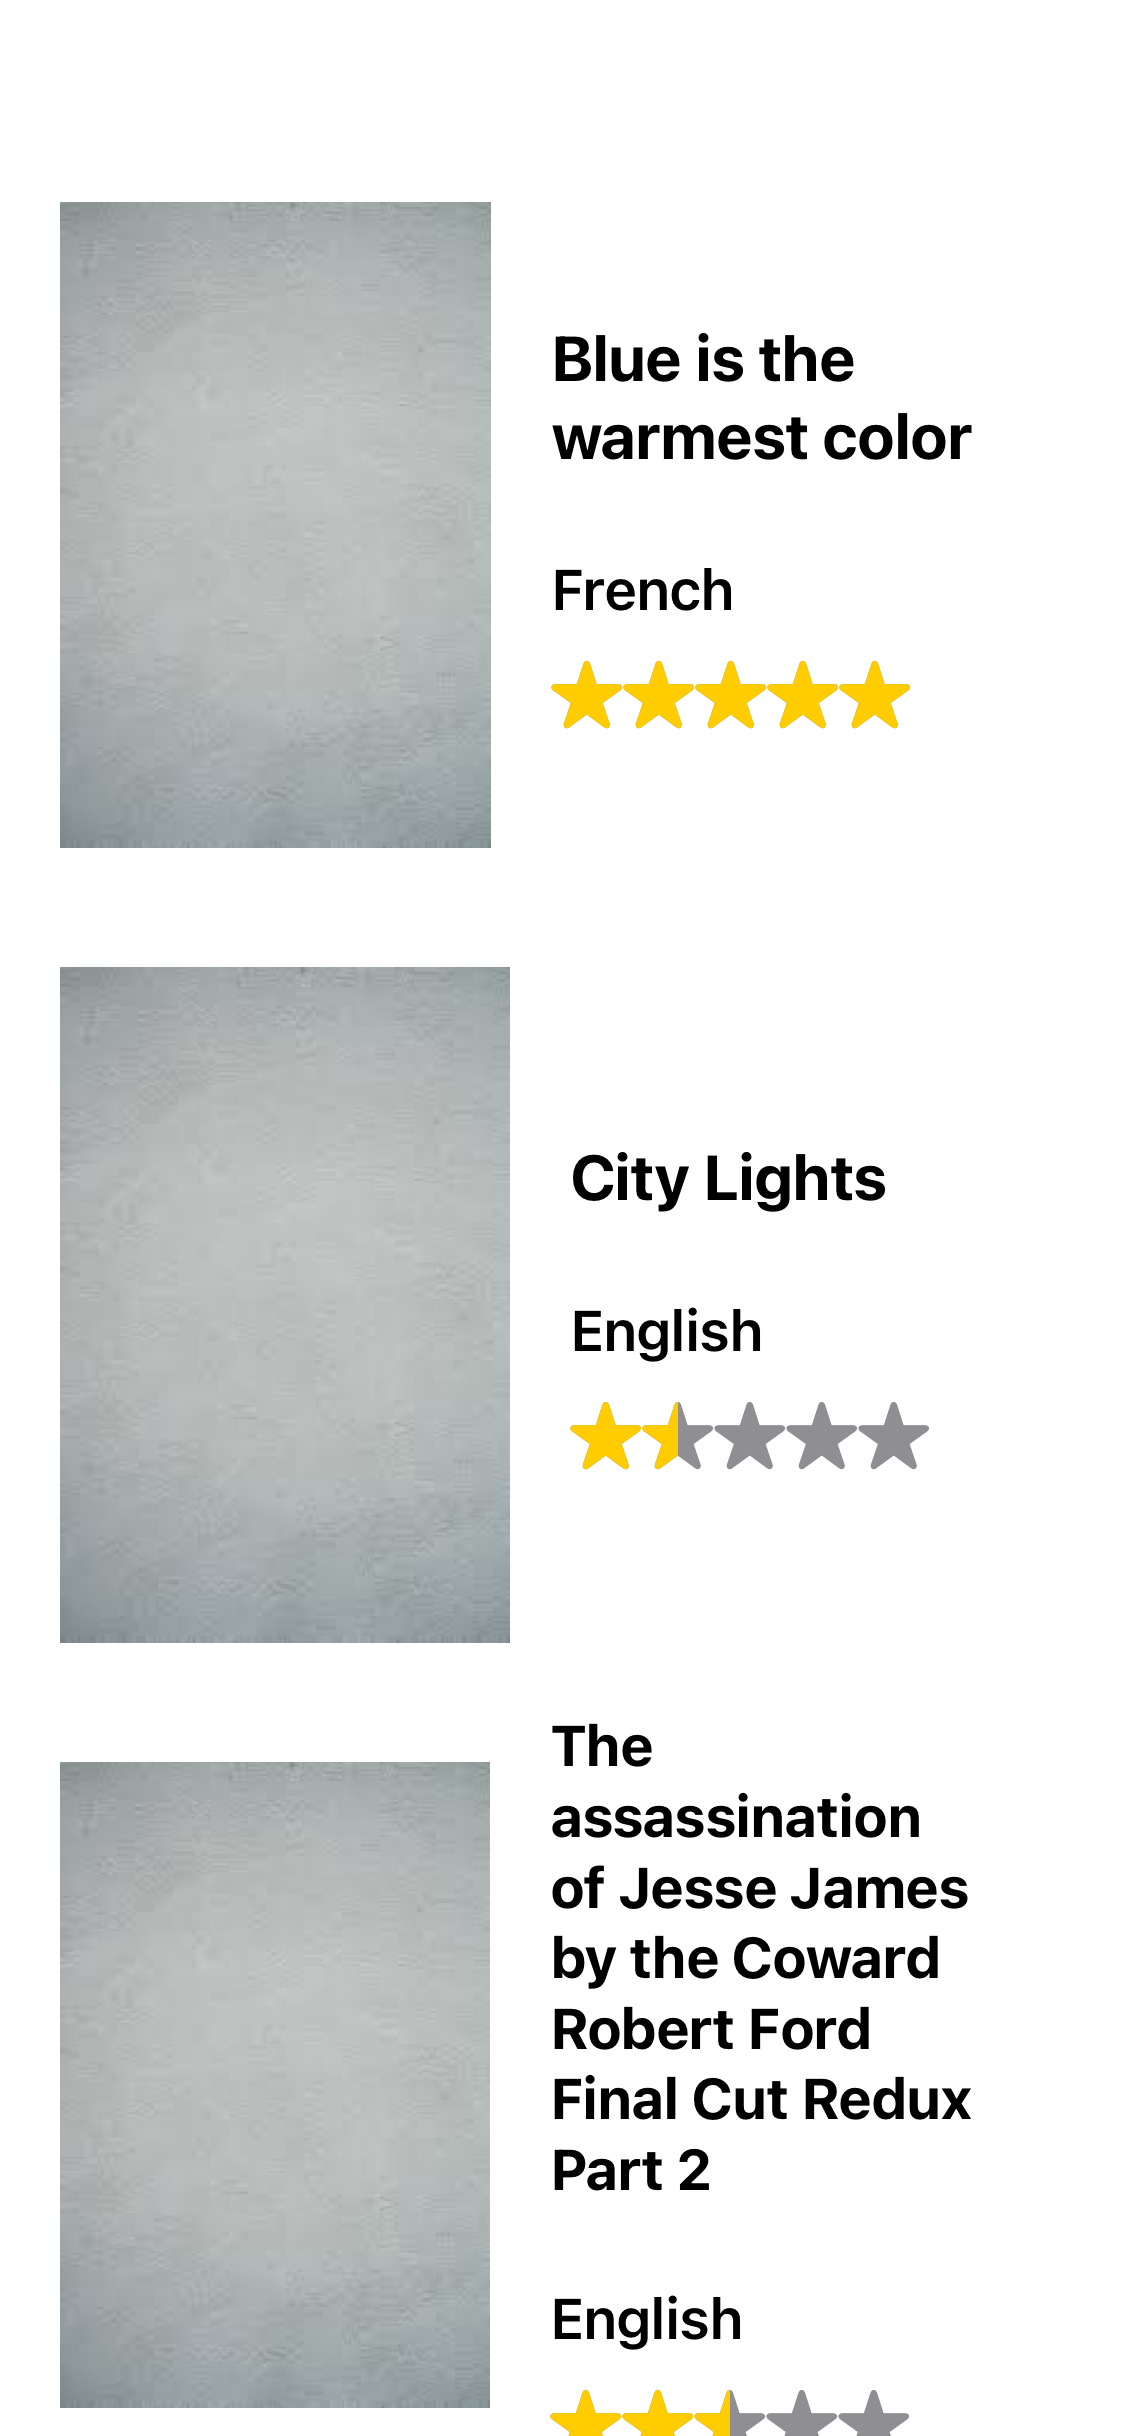 Blue is the
warmest color
French
City Lights
English
The
assassination
of Jesse James
by the Coward
Robert Ford
Final Cut Redux
Part 2
English